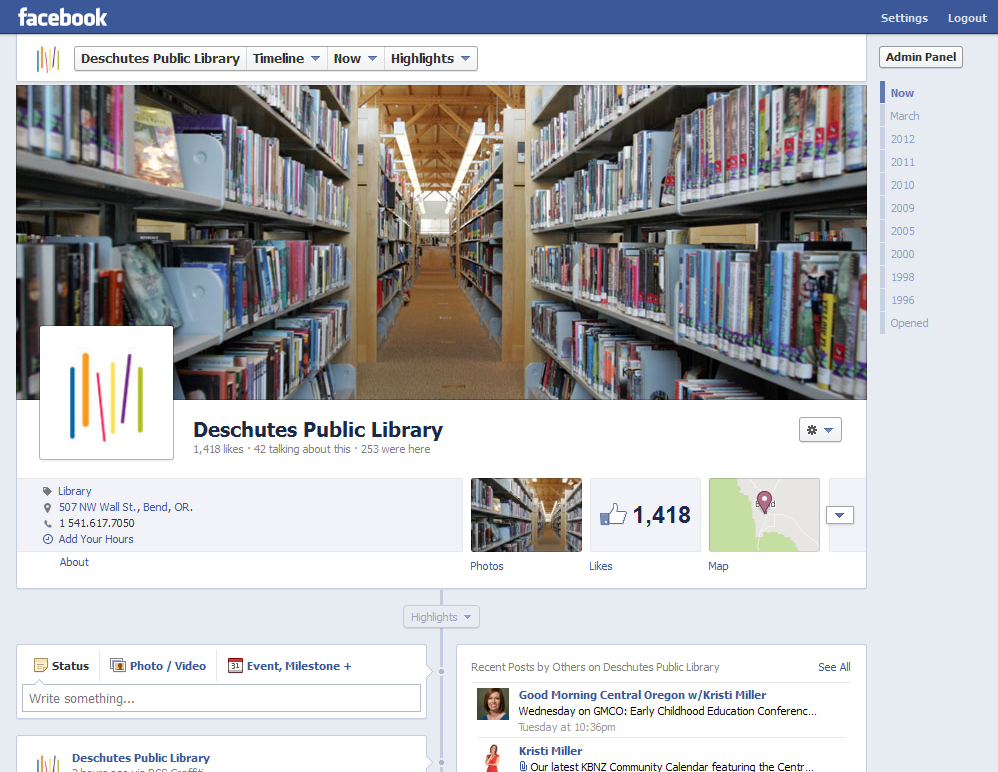 facebook
Settings Logout
Deschutes Public Library Timeline Now Highlights
Admin Panel
Now
March
2012
2011
2010
2009
2005
2000
1998
1996
Opened
Deschutes Public Library
1,418 likes · 42 talking about this · 253 were here
Library
507 NW Wall St., Bend, OR.
1 541.617.7050
Add Your Hours
About
1,418
Photos Likes Map
Highlights
Status Photo / Video 31 Event, Milestone +
Write something...
Recent Posts by Others on Deschutes Public Library See All
Good Morning Central Oregon w/Kristi Miller
Wednesday on GMCO: Early Childhood Education Conferenc...
Tuesday at 10:36pm
Kristi Miller
Our latest KBNZ Community Calendar featuring the Centr...
Deschutes Public Library